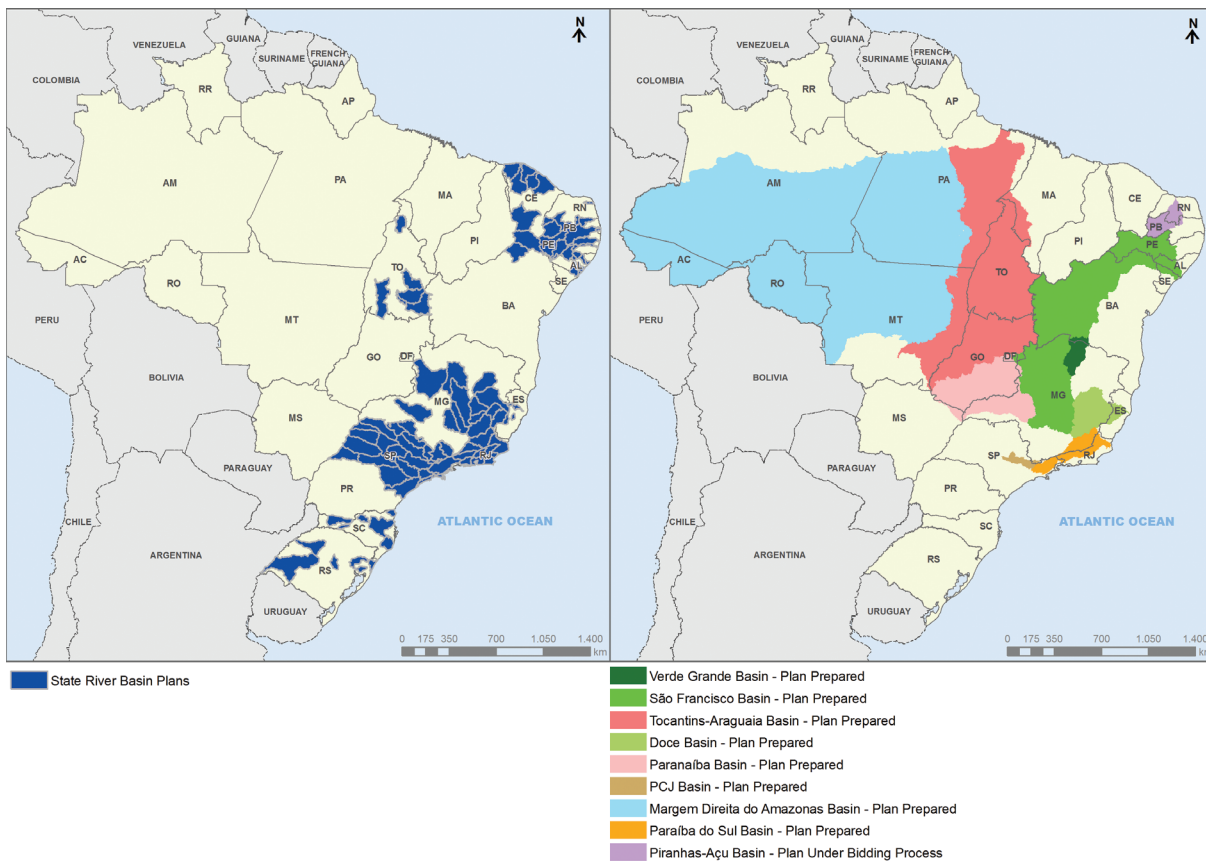 N
VENEZUELA
GUIANA
SURINAME
FRENCH
GUIANA
COLOMBIA
RR
AP
AM
PA
MA
CE
RN
PB
PI
PE
AL
SE
AC
TO
RO
BA
PERU
MT
GO
DF
BOLIVIA
MG
ES
MS
SP
RJ
PARAGUAY
PR
ATLANTIC OCEAN
CHILE
SC
ARGENTINA
RS
URUGUAY
0 175 350 700 1.050 1.400
km
State River Basin Plans
N
VENEZUELA
GUIANA
SURINAME
FRENCH
GUIANA
COLOMBIA
RR
AP
AM
PA
MA
CE
RN
PB
PI
PE
AL
SE
AC
TO
RO
BA
PERU
MT
GO
DF
BOLIVIA
MG
ES
MS
SP
RJ
PARAGUAY
PR
ATLANTIC OCEAN
CHILE
SC
ARGENTINA
RS
URUGUAY
0 175 350 700 1.050 1.400
km
Verde Grande Basin - Plan Prepared
São Francisco Basin - Plan Prepared
Tocantins-Araguaia Basin - Plan Prepared
Doce Basin - Plan Prepared
Paranaíba Basin - Plan Prepared
PCJ Basin - Plan Prepared
Margem Direita do Amazonas Basin - Plan Prepared
Paraíba do Sul Basin - Plan Prepared
Piranhas-Açu Basin - Plan Under Bidding Process